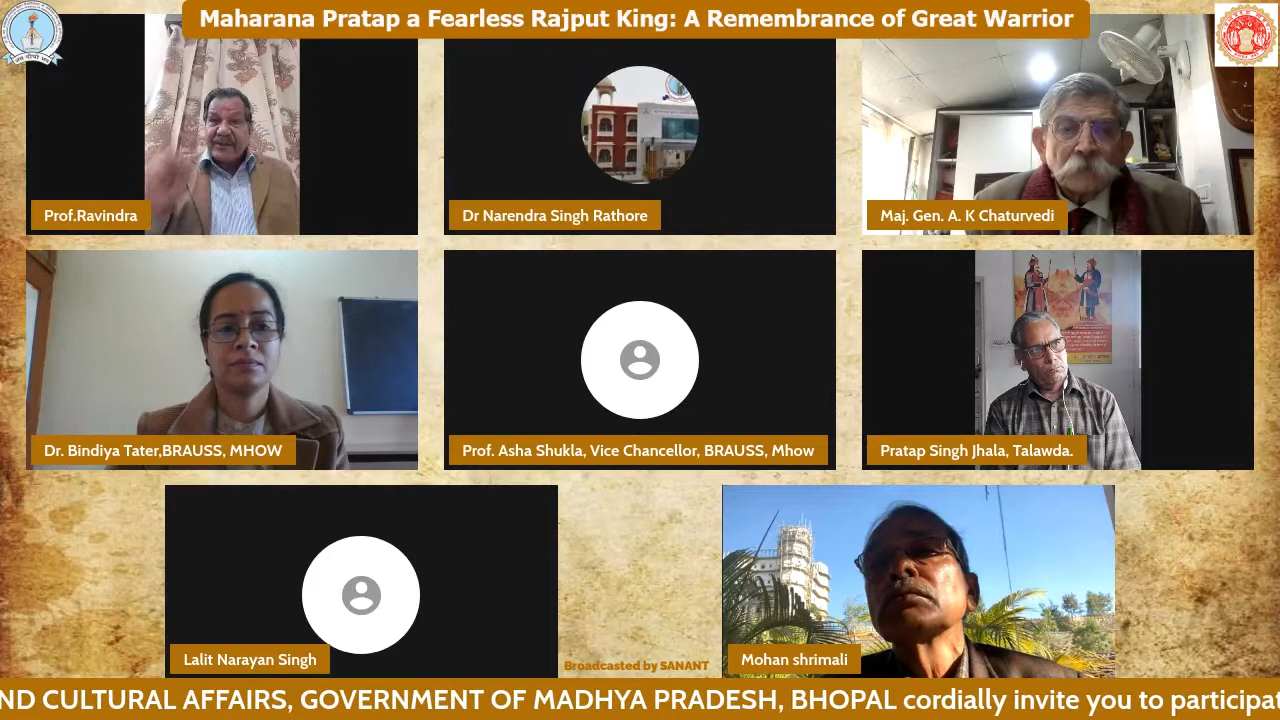 Maharana Pratap a Fearless Rajput King: A Remembrance of Great Warrior
Prof.Ravindra
Dr Narendra Singh Rathore
Maj. Gen. A. K Chaturvedi
Dr. Bindiya Tater,BRAUSS, MHOW
Prof. Asha Shukla, Vice Chancellor, BRAUSS, Mhow
Pratap Singh Jhala, Talawda.
Lalit Narayan Singh
Broadcasted by SANANT
Mohan shrimali
ND CULTURAL AFFAIRS, GOVERNMENT OF MADHYA PRADESH, BHOPAL cordially invite you to participat